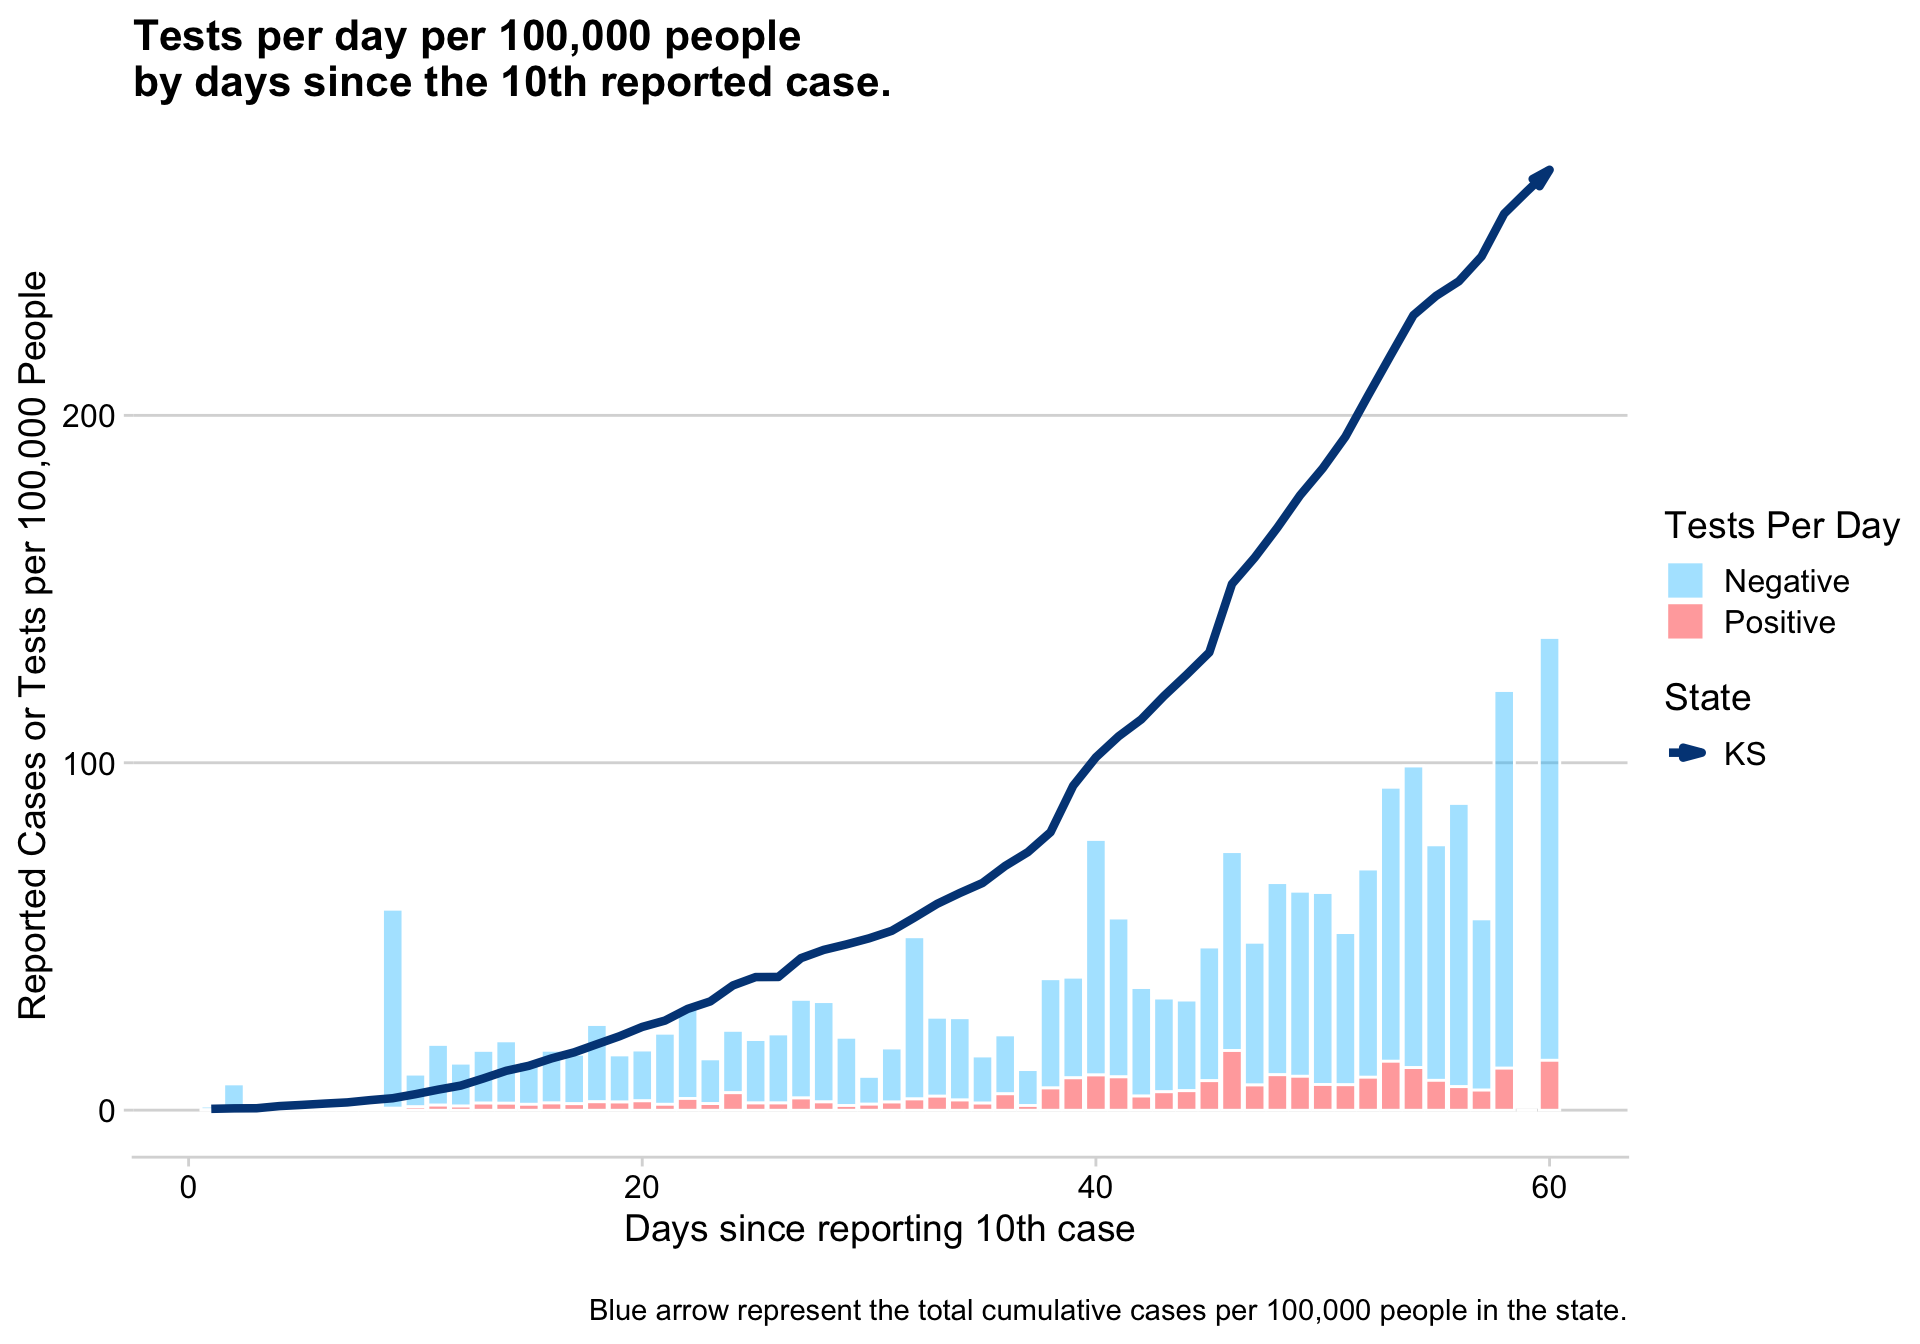 Tests per day per 100,000 people
by days since the 10th reported case.
Reported Cases or Tests per 100,000 People
200
100
0
0
20
40
60
Days since reporting 10th case
Tests Per Day
Negative
Positive
State
KS
Blue arrow represent the total cumulative cases per 100,000 people in the state.